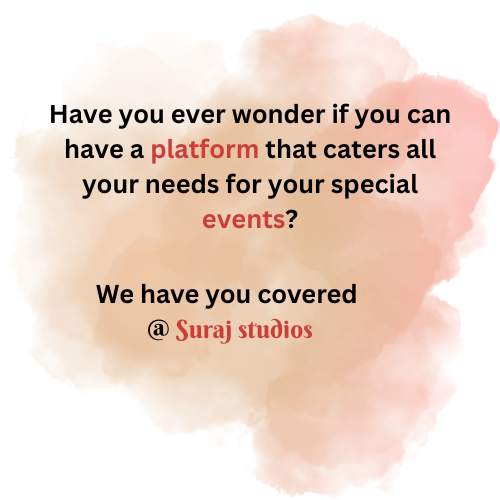 Have you ever wonder if you can
have a platform that caters all
your needs for your special
events?
We have you covered
@ Suraj studios